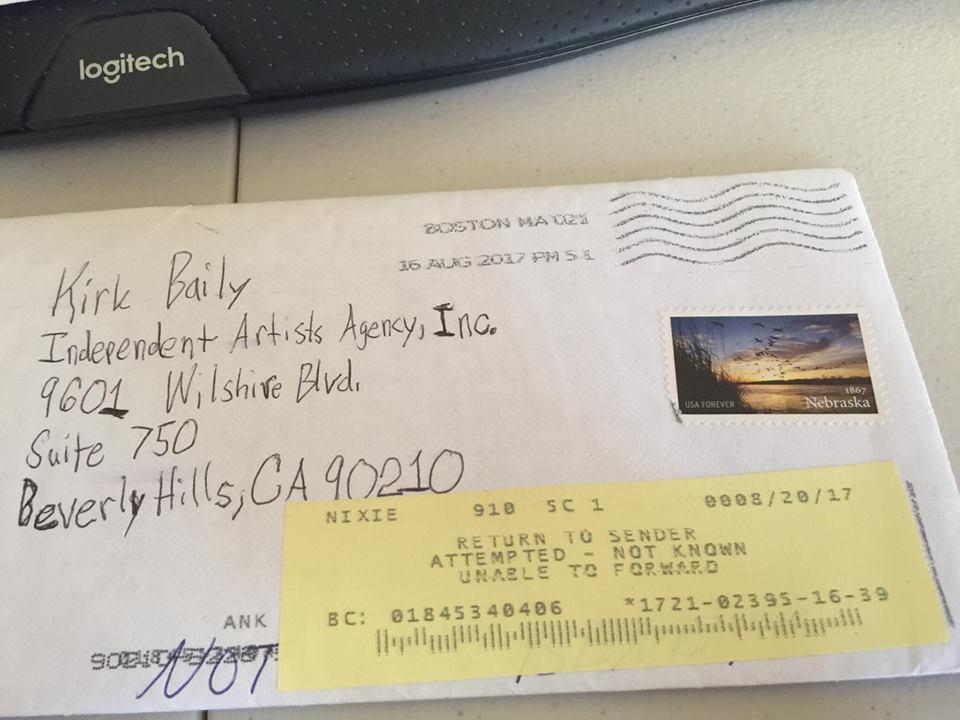 logitech
BOSTON MA 021
16 AUG 2017 PM 5 L
Kirk Baily
Independent Artists Agency, Inc.
9601 Wilshire Blvd.
Suite 750
Beverly Hills, CA 90210
USA FOREVER
1867
Nebraska
NIXIE 910 5C 1 0008/20/17
RETURN TO SENDER
ATTEMPTED - NOT KNOWN
UNABLE TO FORWARD
BC: 01845340406 *1721-02395-16-39
ANK
NOT